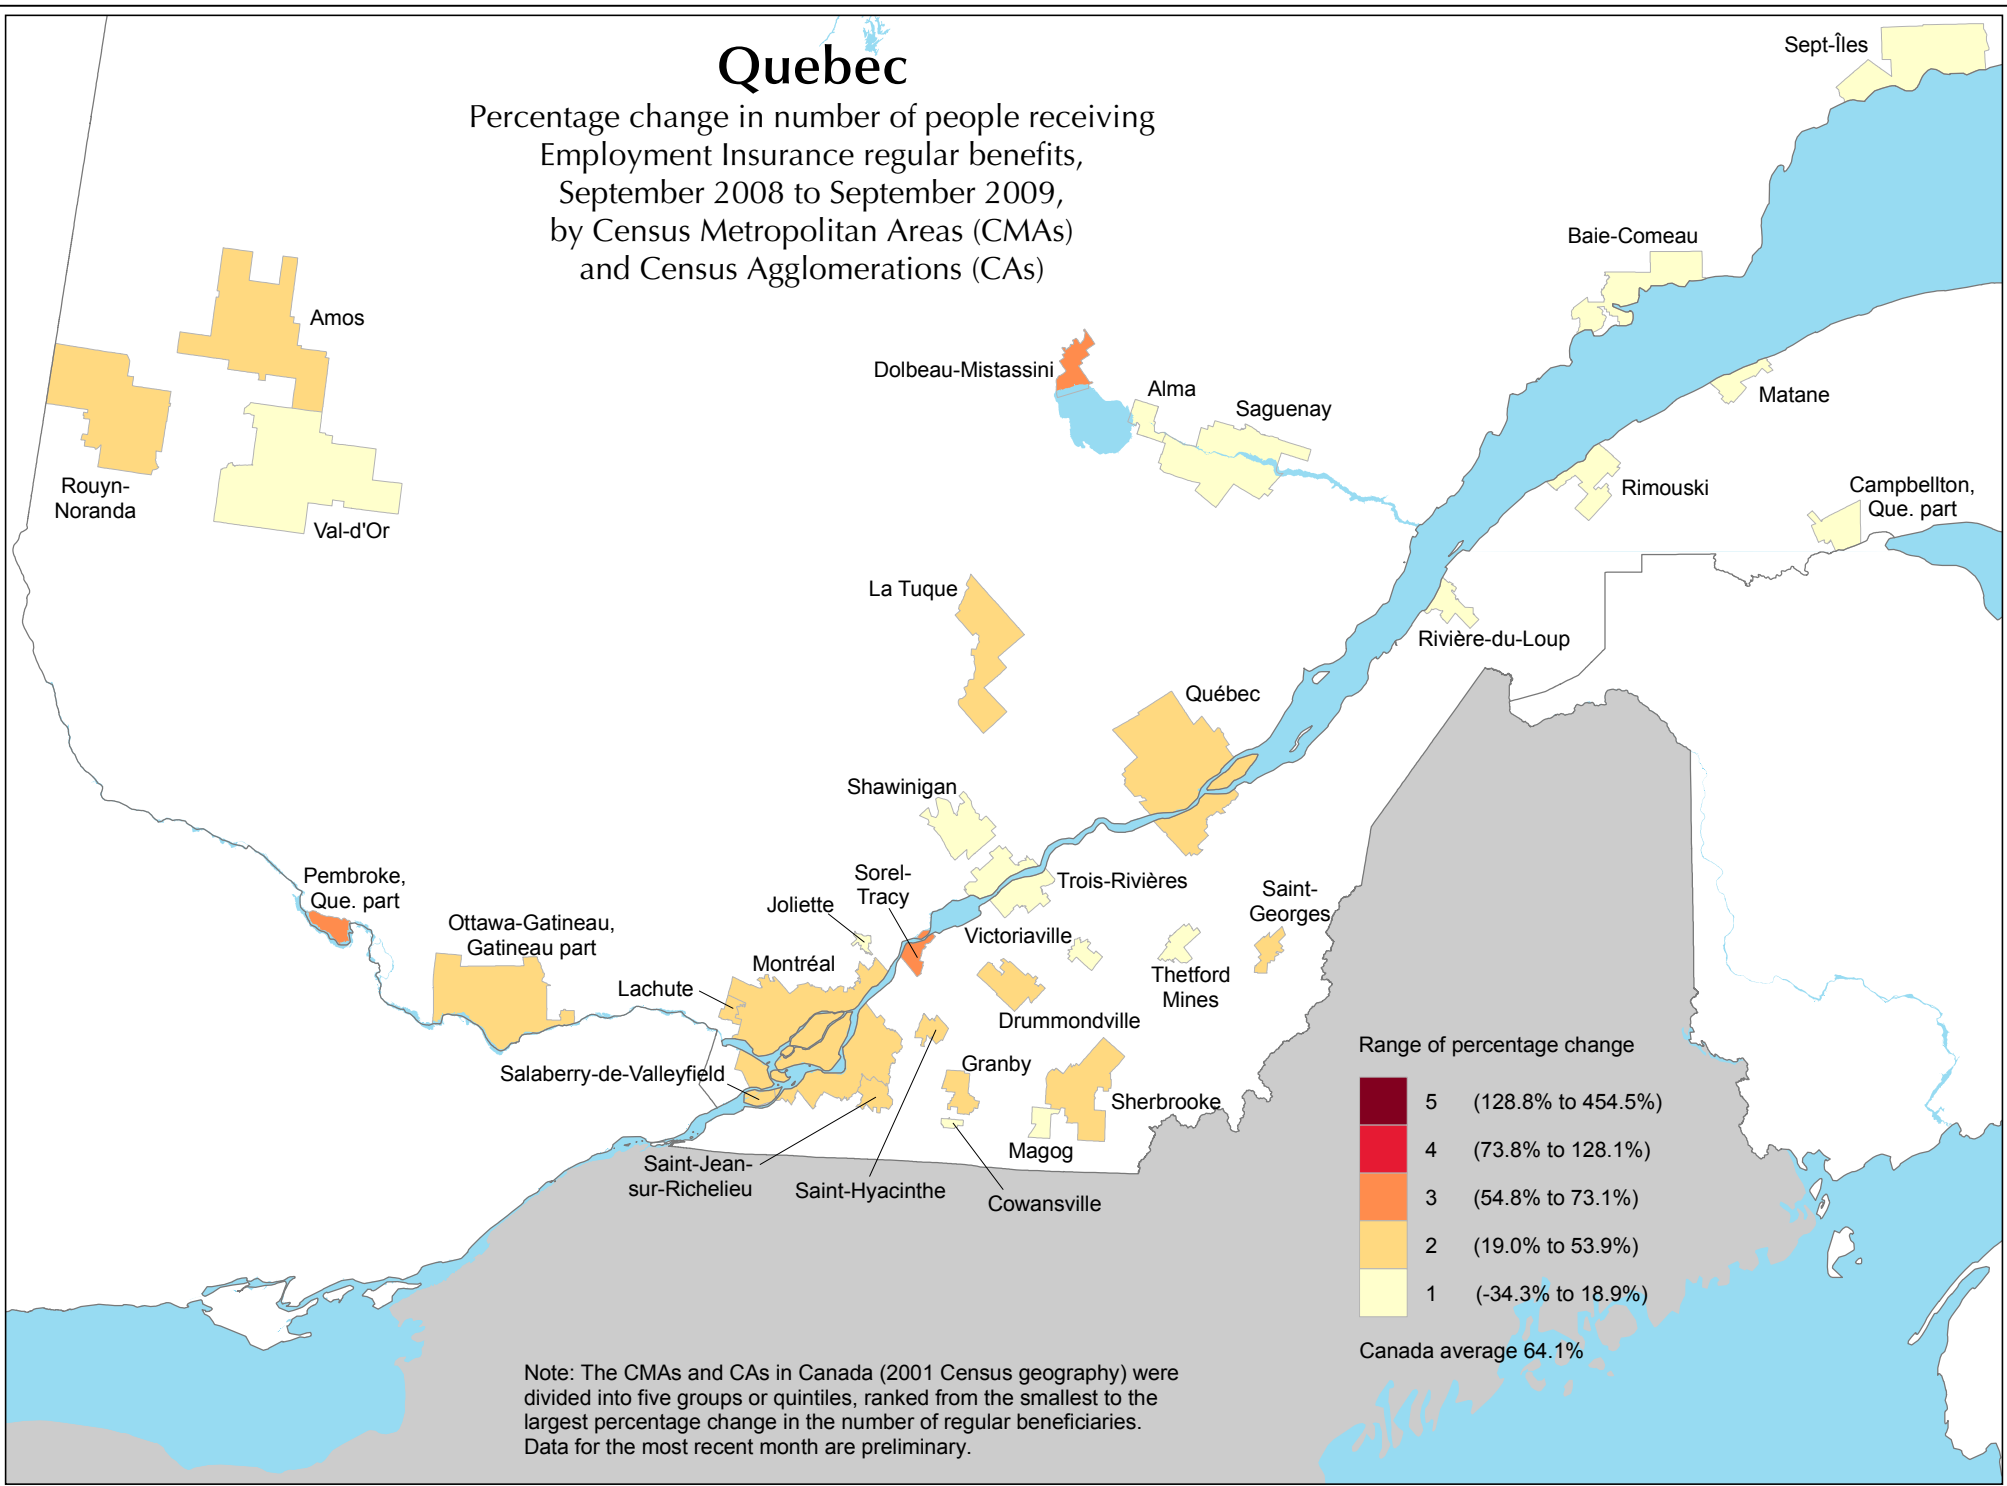 Quebec
Percentage change in number of people receiving
Employment Insurance regular benefits,
September 2008 to September 2009,
by Census Metropolitan Areas (CMAs)
and Census Agglomerations (CAs)
Sept-Îles
Baie-Comeau
Amos
Dolbeau-Mistassini
Alma
Saguenay
Matane
Rouyn-
Noranda
Val-d'Or
Rimouski
Campbellton,
Que. part
La Tuque
Rivière-du-Loup
Québec
Shawinigan
Pembroke,
Que. part
Ottawa-Gatineau,
Gatineau part
Joliette
Sorel-
Tracy
Trois-Rivières
Saint-
Georges
Victoriaville
Thetford
Mines
Montréal
Lachute
Drummondville
Salaberry-de-Valleyfield
Granby
Sherbrooke
Magog
Saint-Jean-
sur-Richelieu
Saint-Hyacinthe
Cowansville
Range of percentage change
5 (128.8% to 454.5%)
4 (73.8% to 128.1%)
3 (54.8% to 73.1%)
2 (19.0% to 53.9%)
1 (-34.3% to 18.9%)
Canada average 64.1%
Note: The CMAs and CAs in Canada (2001 Census geography) were
divided into five groups or quintiles, ranked from the smallest to the
largest percentage change in the number of regular beneficiaries.
Data for the most recent month are preliminary.